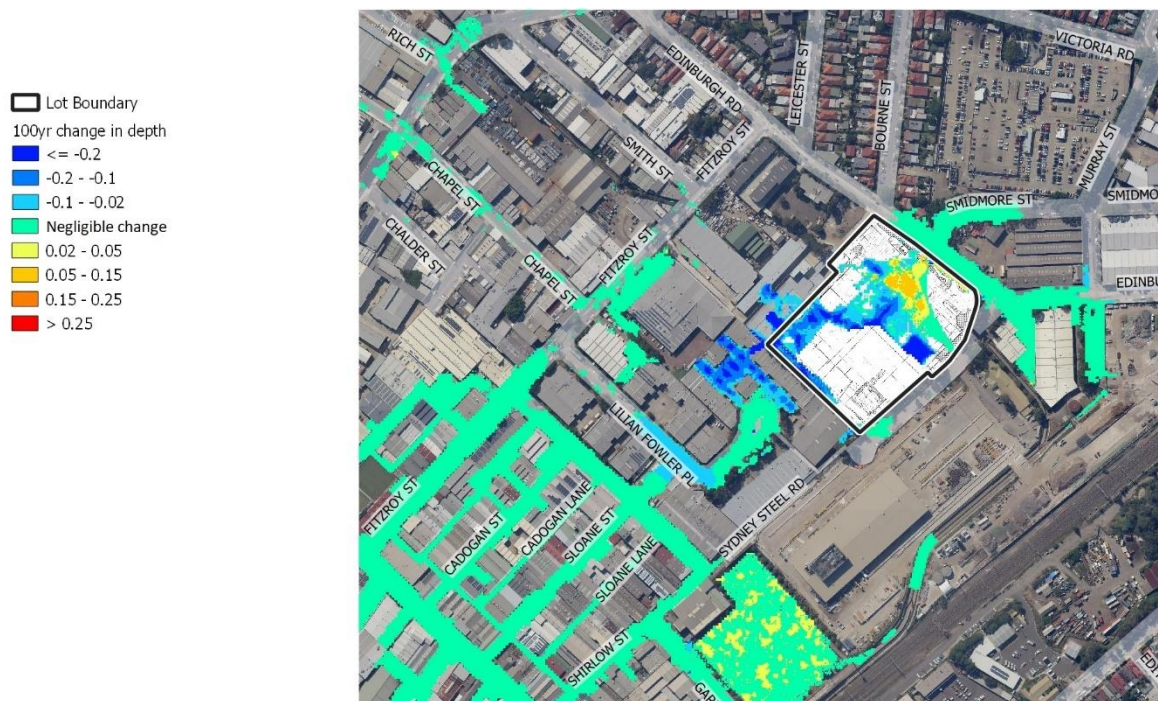 Lot Boundary
100yr change in depth
<= -0.2
-0.2 - -0.1
-0.1 - -0.02
Negligible change
0.02 - 0.05
0.05 - 0.15
0.15 - 0.25
> 0.25
RICH ST
EDINBURGH RD
LEICESTER ST
BOURNE ST
VICTORIA RD
MURRAY ST
SMITH ST
FITZROY ST
CHAPEL ST
CHALDER ST
SMIDMORE ST
SMIDMO
CHAPEL ST
FITZROY ST
EDINBU
LILIAN FOWLER PL
SYDNEY STEEL RD
FITZROY ST
CADOGAN ST
CADOGAN LANE
SLOANE ST
SLOANE LANE
SHIRLOW ST
GAR